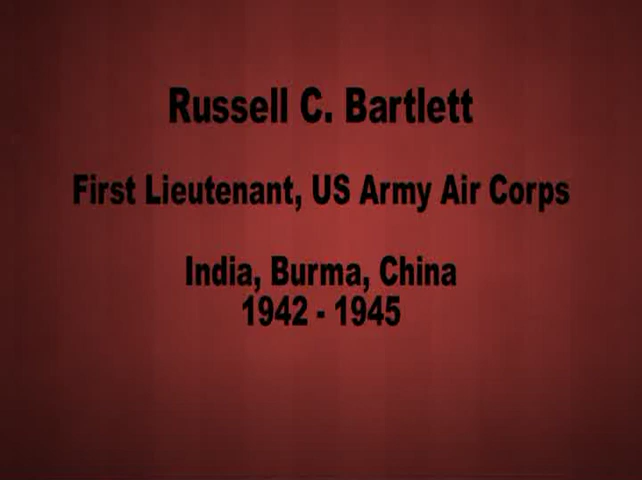 Russell C. Bartlett
First Lieutenant, US Army Air Corps
India, Burma, China
1942 - 1945